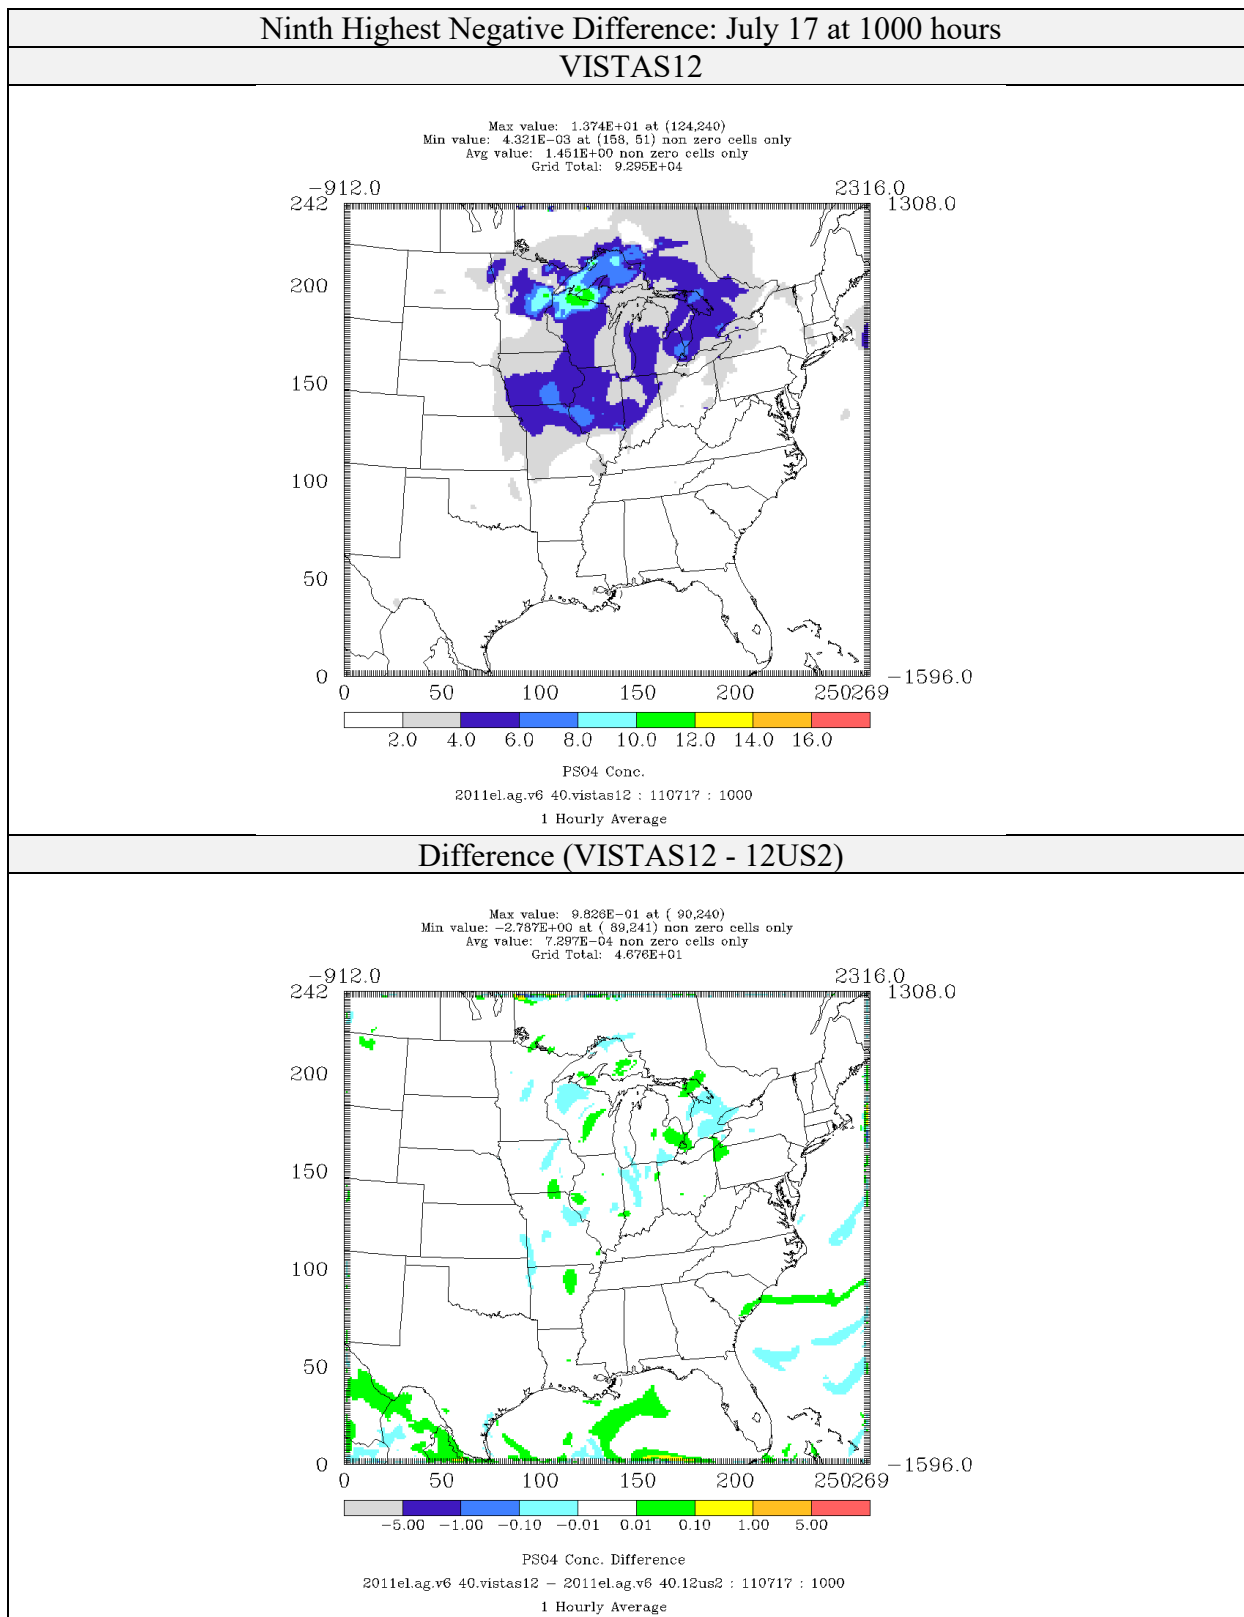 Ninth Highest Negative Difference: July 17 at 1000 hours
VISTAS12
Max value: 1.374E+01 at (124,240)
Min value: 4.321E-03 at (158, 51) non zero cells only
Avg value: 1.451E+00 non zero cells only
Grid Total: 9.295E+04
-912.0 2316.0
242 1308.0
200
150
100
50
0 -1596.0
0 50 100 150 200 250269
2.0 4.0 6.0 8.0 10.0 12.0 14.0 16.0
PSO4 Conc.
2011el.ag.v6 40.vistas12 : 110717 : 1000
1 Hourly Average
Difference (VISTAS12 - 12US2)
Max value: 9.826E-01 at ( 90,240)
Min value: -2.787E+00 at ( 89,241) non zero cells only
Avg value: 7.297E-04 non zero cells only
Grid Total: 4.676E+01
-912.0 2316.0
242 1308.0
200
150
100
50
0 -1596.0
0 50 100 150 200 250269
-5.00 -1.00 -0.10 -0.01 0.01 0.10 1.00 5.00
PSO4 Conc. Difference
2011el.ag.v6 40.vistas12 - 2011el.ag.v6 40.12us2 : 110717 : 1000
1 Hourly Average